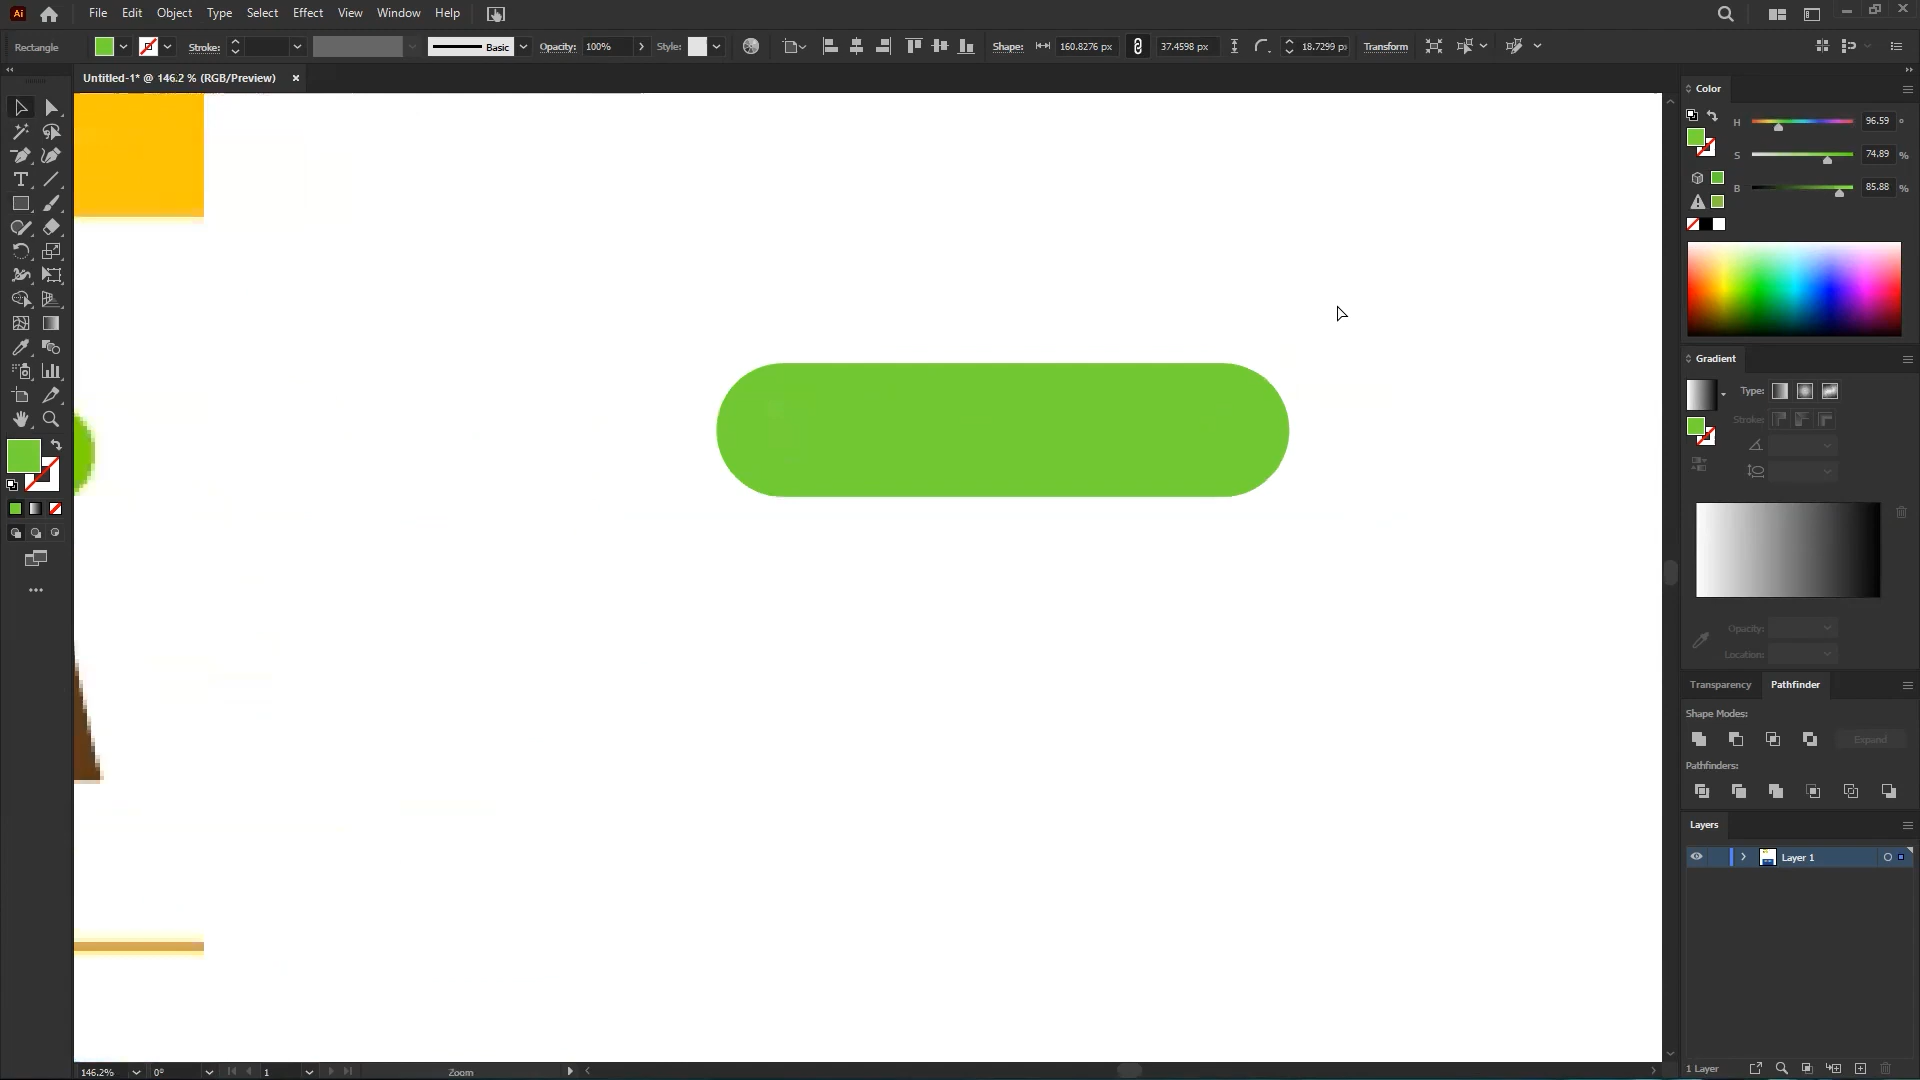 Ai File Edit Object Type Select Effect View Window Help
Rectangle Stroke: Basic Opacity: 100% Style: Shape: 160.8276 px 37.4598 px 18.7299 p Transform
Untitled-1* @ 146.2 % (RGB/Preview) ×
Color
H 96.59 °
S 74.89 %
B 85.88 %
Gradient
Type:
Stroke:
Opacity:
Location:
Transparency Pathfinder
Shape Modes:
Expand
Pathfinders:
Layers
Layer 1
1 Layer
146.2% 0° 1 Zoom